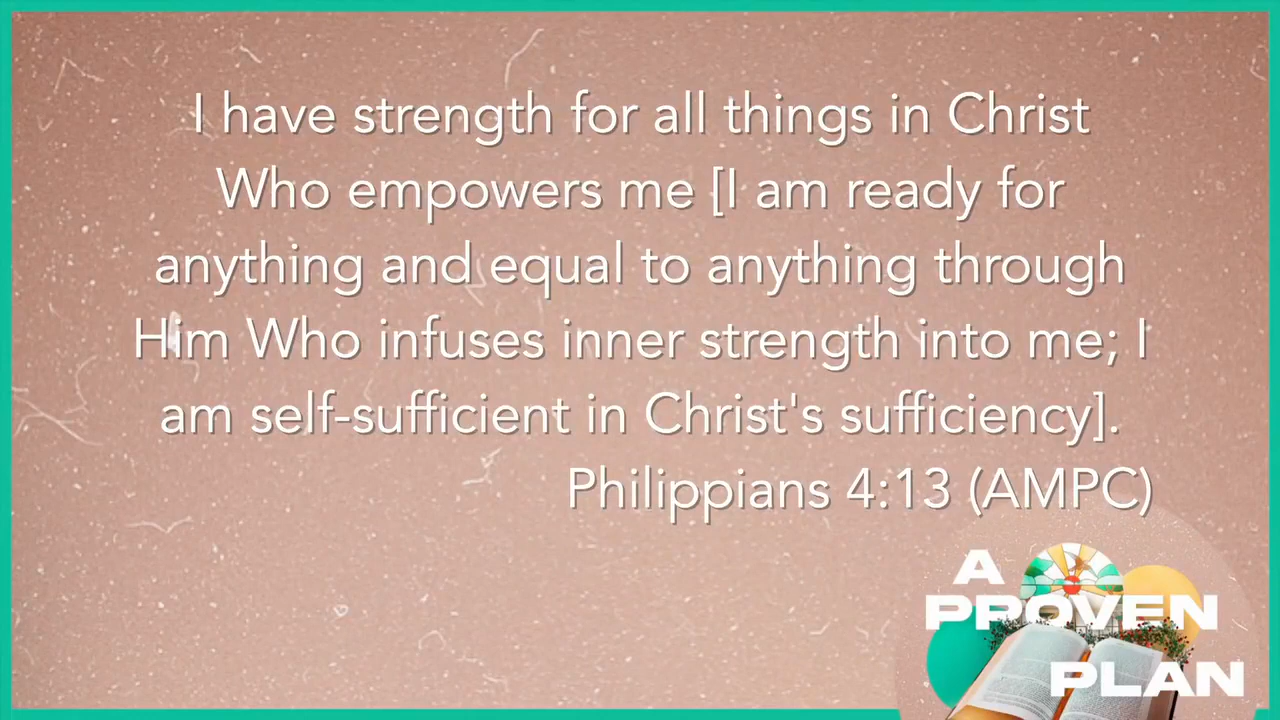 I have strength for all things in Christ
Who empowers me [I am ready for
anything and equal to anything through
Him Who infuses inner strength into me; I
am self-sufficient in Christ's sufficiency].
Philippians 4:13 (AMPC)
A
PROVEN
PLAN